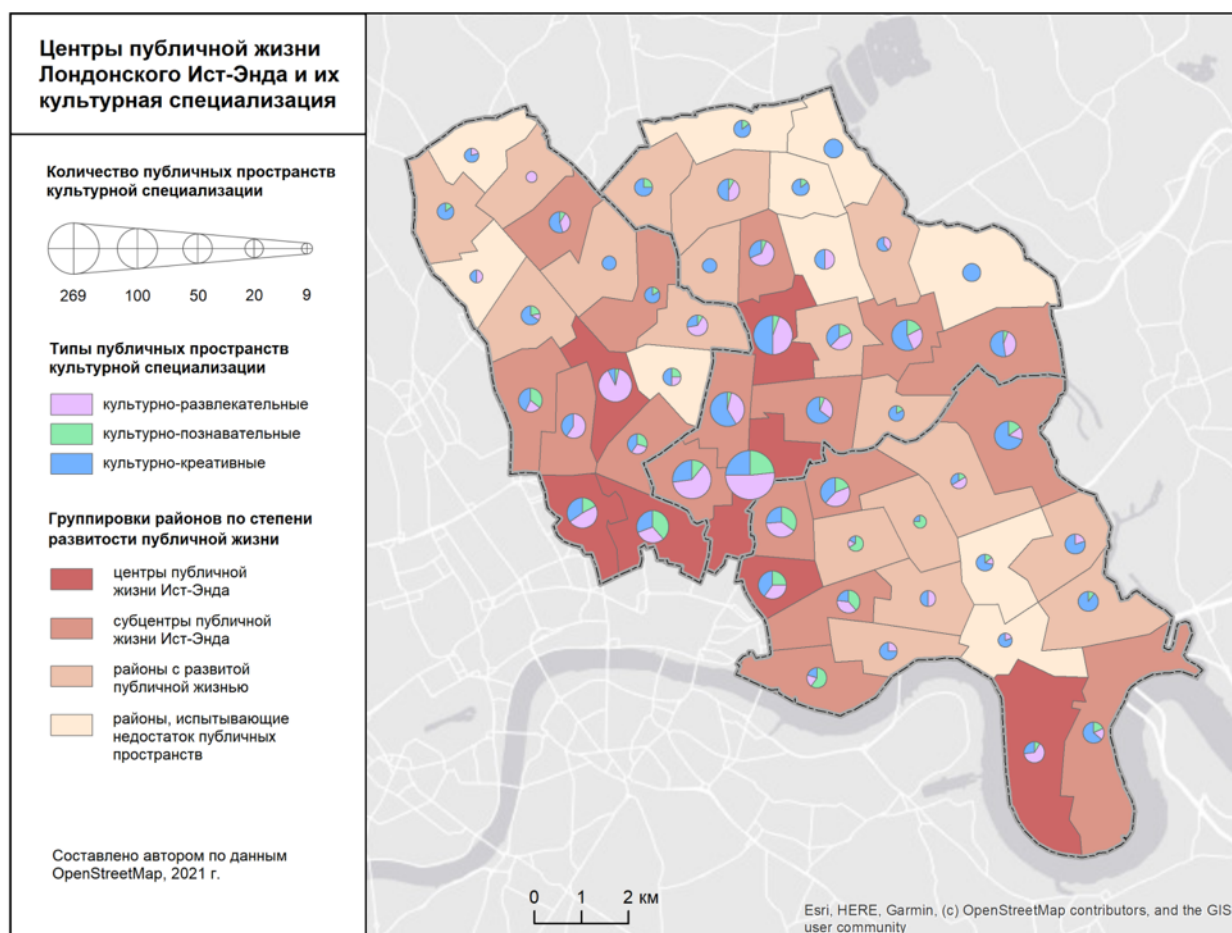 Центры публичной жизни
Лондонского Ист-Энда и их
культурная специализация
Количество публичных пространств
культурной специализации
269 100 50 20 9
Типы публичных пространств
культурной специализации
культурно-развлекательные
культурно-познавательные
культурно-креативные
Группировки районов по степени
развитости публичной жизни
центры публичной
жизни Ист-Энда
субцентры публичной
жизни Ист-Энда
районы с развитой
публичной жизнью
районы, испытывающие
недостаток публичных
пространств
Составлено автором по данным
OpenStreetMap, 2021 г.
0 1 2 км
Esri, HERE, Garmin, (c) OpenStreetMap contributors, and the GIS
user community